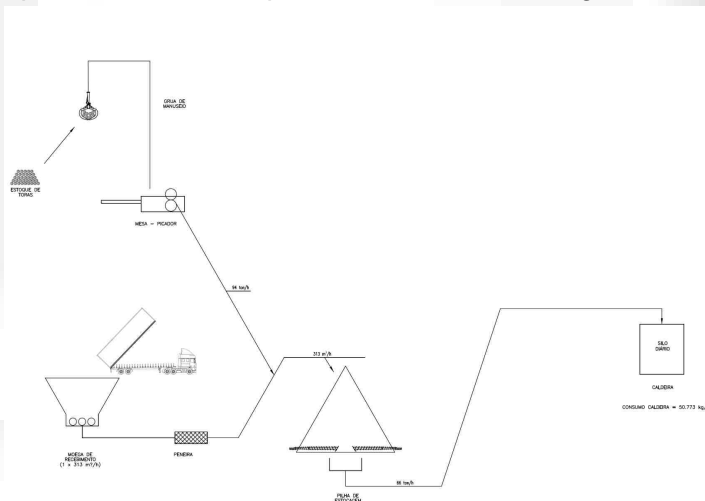 GRUA DE
MANUSEIO
ESTOQUE DE
TORAS
MESA - PICADOR
94 ton/h
313 m³/h
SILO
DIÁRIO
CALDEIRA
CONSUMO CALDEIRA = 50.773 kg
MOEGA DE
RECEBIMENTO
(1 x 313 m³/h)
PENEIRA
ton/h
PILHA DE
ESTOCAGEM